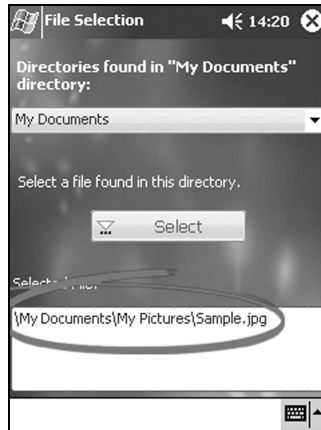 File Selection 14:20
Directories found in "My Documents"
directory:
My Documents
Select a file found in this directory.
Select
\My Documents\My Pictures\Sample.jpg